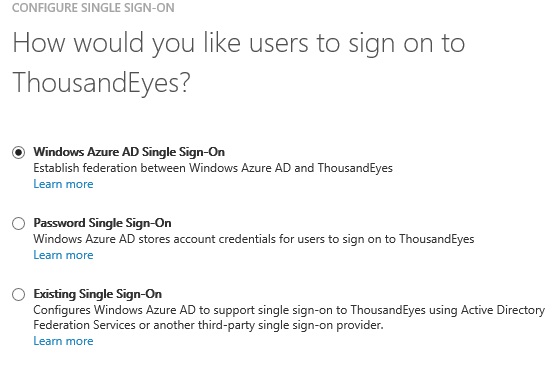 CONFIGURE SINGLE SIGN-ON
How would you like users to sign on to
ThousandEyes?
Windows Azure AD Single Sign-On
Establish federation between Windows Azure AD and ThousandEyes
Learn more
Password Single Sign-On
Windows Azure AD stores account credentials for users to sign on to ThousandEyes
Learn more
Existing Single Sign-On
Configures Windows Azure AD to support single sign-on to ThousandEyes using Active Directory
Federation Services or another third-party single sign-on provider.
Learn more